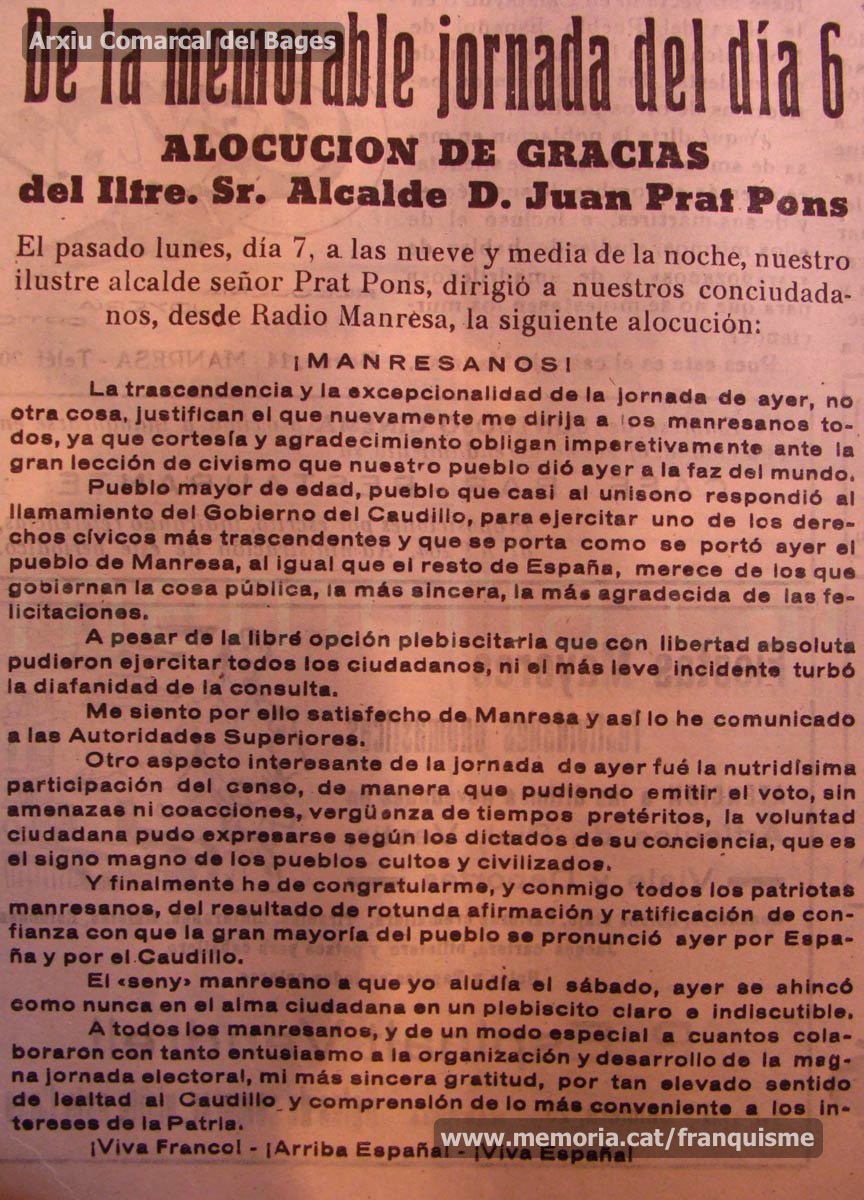 Arxiu Comarcal del Bages
De la memorable jornada del día 6
ALOCUCION DE GRACIAS
del Iltre. Sr. Alcalde D. Juan Prat Pons
El pasado lunes, día 7, a las nueve y media de la noche, nuestro
ilustre alcalde señor Prat Pons, dirigió a nuestros conciudada-
nos, desde Radio Manresa, la siguiente alocución:
¡MANRESANOS!
La trascendencia y la excepcionalidad de la jornada de ayer, no
otra cosa, justifican el que nuevamente me dirija a los manresanos to-
dos, ya que cortesía y agradecimiento obligan imperetivamente ante la
gran lección de civismo que nuestro pueblo dió ayer a la faz del mundo.
Pueblo mayor de edad, pueblo que casi al unisono respondió al
llamamiento del Gobierno del Caudillo, para ejercitar uno de los dere-
chos cívicos más trascendentes y que se porta como se portó ayer el
pueblo de Manresa, al igual que el resto de España, merece de los que
gobiernan la cosa pública, la más sincera, la más agradecida de las fe-
licitaciones.
A pesar de la libre opción plebiscitaria que con libertad absoluta
pudieron ejercitar todos los ciudadanos, ni el más leve incidente turbó
la diafanidad de la consulta.
Me siento por ello satisfecho de Manresa y así lo he comunicado
a las Autoridades Superiores.
Otro aspecto interesante de la jornada de ayer fué la nutridísima
participación del censo, de manera que pudiendo emitir el voto, sin
amenazas ni coacciones, vergüenza de tiempos pretéritos, la voluntad
ciudadana pudo expresarse según los dictados de su conciencia, que es
el signo magno de los pueblos cultos y civilizados.
Y finalmente he de congratularme, y conmigo todos los patriotas
manresanos, del resultado de rotunda afirmación y ratificación de con-
fianza con que la gran mayoría del pueblo se pronunció ayer por Espa-
ña y por el Caudillo.
El «seny» manresano a que yo aludía el sábado, ayer se ahincó
como nunca en el alma ciudadana en un plebiscito claro e indiscutible.
A todos los manresanos, y de un modo especial a cuantos cola-
boraron con tanto entusiasmo a la organización y desarrollo de la mag-
na jornada electoral, mi más sincera gratitud, por tan elevado sentido
de lealtad al Caudillo y comprensión de lo más conveniente a los in-
tereses de la Patria.
¡Viva Franco! - ¡Arriba España! - ¡Viva España!
www.memoria.cat/franquisme